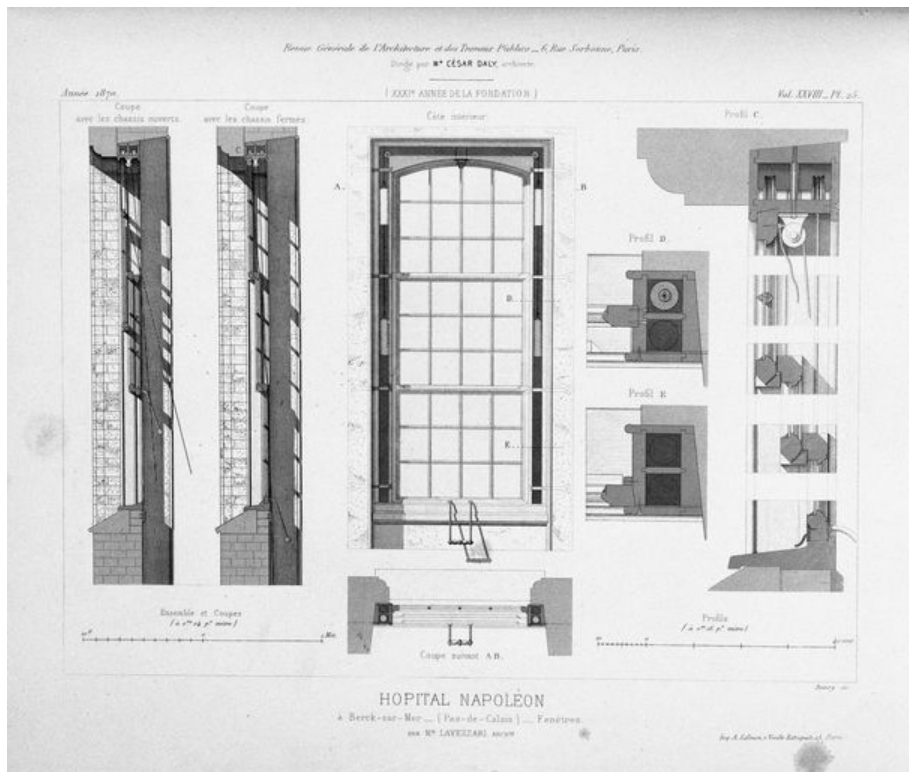 Revue Générale de l'Architecture et des Travaux Publics _ 6, Rue Sorbonne, Paris.
Dirigée par Mr CÉSAR DALY, architecte
Année 1870.
( XXXIe ANNÉE DE LA FONDATION )
Vol. XXVIII_ Pl. 25.
Coupe
avec les chassis ouverts.
Coupe
avec les chassis fermés
Côté intérieur
Profil C.
C
A.
B
Profil D.
D.
Profil E
E.
Ensemble et Coupes
Coupe suivant AB.
Profils
HOPITAL NAPOLÉON
à Berck-sur-Mer _ (Pas-de-Calais) _ Fenêtres
PAR Mr LAVEZZARI,